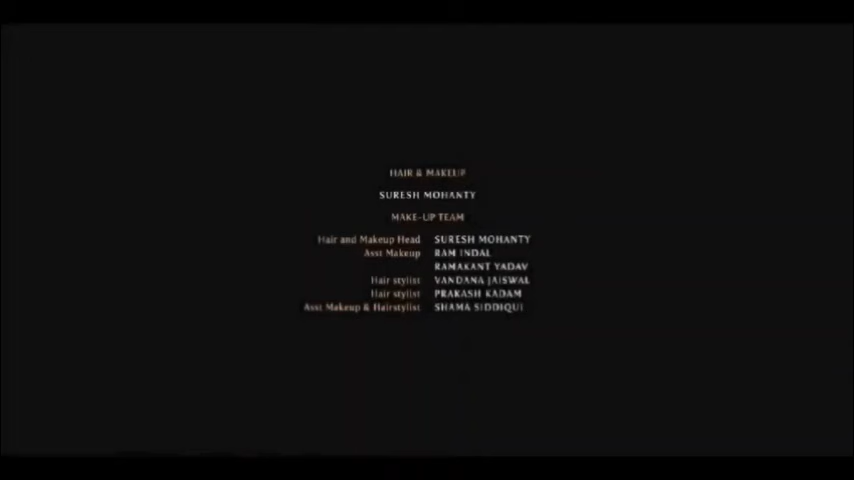 HAIR & MAKEUP
SURESH MOHANTY
MAKE-UP TEAM
Hair and Makeup Head SURESH MOHANTY
Asst Makeup RAM INDAL
RAMAKANT YADAV
Hair stylist VANDANA JAISWAL
Hair stylist PRAKASH KADAM
Asst Makeup & Hairstylist SHAMA SIDDIQUI